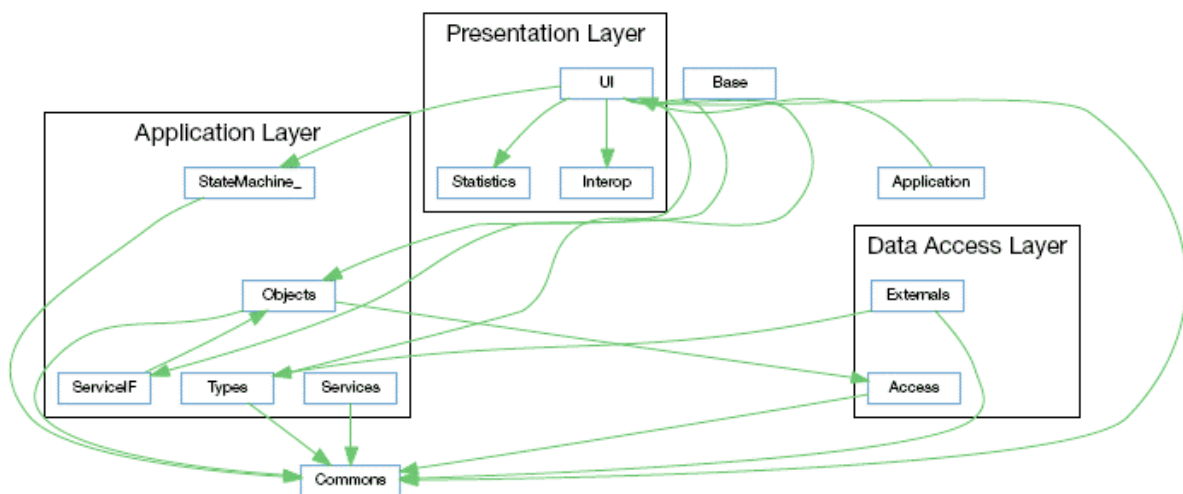 Presentation Layer
UI
Base
Application Layer
StateMachine_
Statistics
Interop
Application
Data Access Layer
Objects
Externals
ServiceIF
Types
Services
Access
Commons